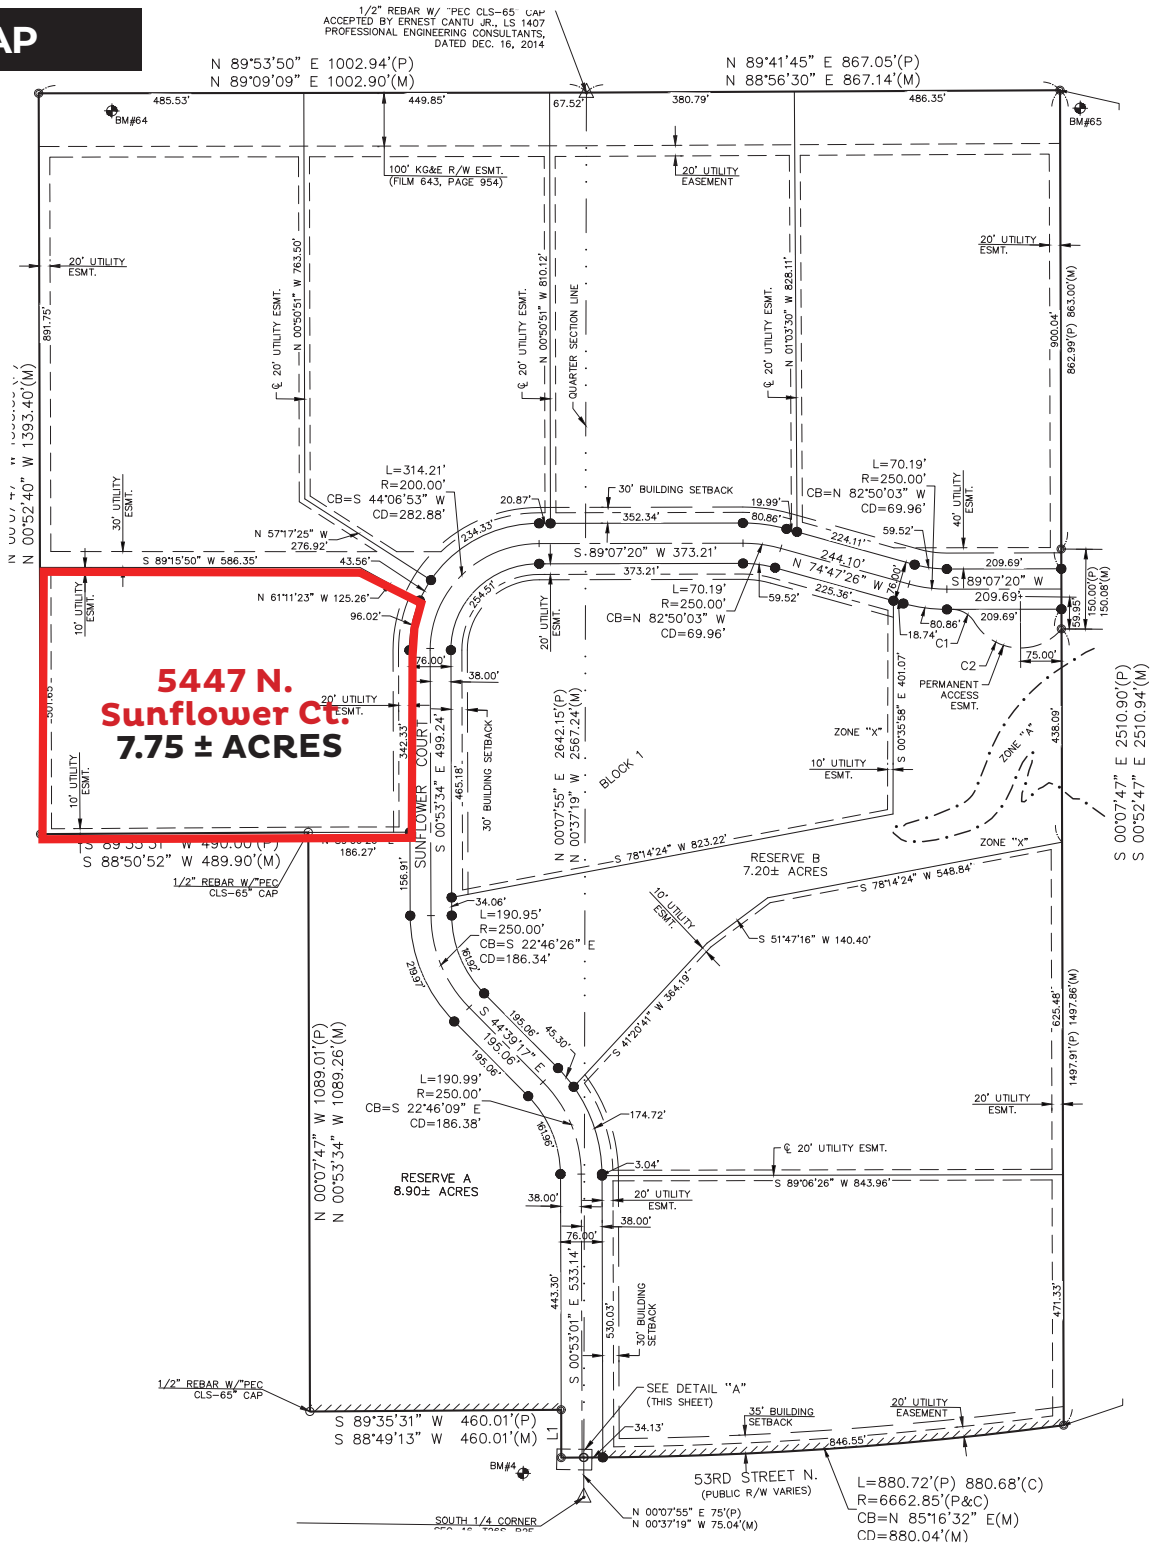 AP
1/2" REBAR W/ "PEC CLS-65" CAP
ACCEPTED BY ERNEST CANTU JR., LS 1407
PROFESSIONAL ENGINEERING CONSULTANTS,
DATED DEC. 16, 2014
N 89°53'50" E 1002.94'(P)
N 89°09'09" E 1002.90'(M)
N 89°41'45" E 867.05'(P)
N 88°56'30" E 867.14'(M)
485.53'
449.85'
67.52'
380.79'
486.35'
BM#64
BM#65
100' KG&E R/W ESMT.
(FILM 643, PAGE 954)
20' UTILITY
EASEMENT
20' UTILITY
ESMT.
20' UTILITY
ESMT.
891.75'
N 00°52'40" W 1393.40'(M)
℄ 20' UTILITY ESMT.
N 00°50'51" W 763.50'
℄ 20' UTILITY ESMT.
N 00°50'51" W 810.12'
QUARTER SECTION LINE
℄ 20' UTILITY ESMT.
N 01°03'30" W 828.11'
900.04'
862.99'(P) 863.00'(M)
30' UTILITY
ESMT.
L=314.21'
R=200.00'
CB=S 44°06'53" W
CD=282.88'
20.87'
30' BUILDING SETBACK
352.34'
19.99'
80.86'
L=70.19'
R=250.00'
CB=N 82°50'03" W
CD=69.96'
40' UTILITY
ESMT.
N 57°17'25" W
276.92'
234.33'
S 89°07'20" W 373.21'
373.21'
224.11'
59.52'
244.10'
N 74°47'26" W
225.36'
76.00'
209.69'
S 89°07'20" W
209.69'
209.69'
59.95'
150.00'(P)
150.08'(M)
S 89°15'50" W 586.35'
43.56'
N 61°11'23" W 125.26'
96.02'
254.51'
20' UTILITY
ESMT.
L=70.19'
R=250.00'
CB=N 82°50'03" W
CD=69.96'
59.52'
80.86'
18.74'
C1
C2
75.00'
PERMANENT
ACCESS
ESMT.
10' UTILITY
ESMT.
5447 N.
Sunflower Ct.
7.75 ± ACRES
20' UTILITY
ESMT.
501.65'
10' UTILITY
ESMT.
342.33'
76.00'
38.00'
SUNFLOWER COURT
S 00°53'34" E 499.24'
465.18'
30' BUILDING SETBACK
N 00°07'55" E 2642.15'(P)
N 00°37'19" W 2567.24'(M)
BLOCK 1
ZONE "X"
S 00°35'58" E 401.07'
10' UTILITY
ESMT.
ZONE "A"
438.09'
S 00°07'47" E 2510.90'(P)
S 00°52'47" E 2510.94'(M)
S 88°50'52" W 489.90'(M)
186.27'
1/2" REBAR W/"PEC
CLS-65" CAP
156.91'
S 78°14'24" W 823.22'
RESERVE B
7.20± ACRES
ZONE "X"
S 78°14'24" W 548.84'
34.06'
L=190.95'
R=250.00'
CB=S 22°46'26" E
CD=186.34'
10' UTILITY
ESMT.
S 51°47'16" W 140.40'
219.97'
161.92'
S 41°20'41" W 364.19'
195.06'
S 44°39'17" E
195.06'
195.06'
45.30'
625.48'
1497.91'(P) 1497.86'(M)
N 00°07'47" W 1089.01'(P)
N 00°53'34" W 1089.26'(M)
L=190.99'
R=250.00'
CB=S 22°46'09" E
CD=186.38'
161.96'
174.72'
20' UTILITY
ESMT.
3.04'
℄ 20' UTILITY ESMT.
S 89°06'26" W 843.96'
RESERVE A
8.90± ACRES
38.00'
20' UTILITY
ESMT.
38.00'
76.00'
443.30'
S 00°53'01" E 533.14'
530.03'
30' BUILDING
SETBACK
471.33'
1/2" REBAR W/"PEC
CLS-65" CAP
S 89°35'31" W 460.01'(P)
S 88°49'13" W 460.01'(M)
L1
SEE DETAIL "A"
(THIS SHEET)
34.13'
35' BUILDING
SETBACK
20' UTILITY
EASEMENT
846.55'
BM#4
53RD STREET N.
(PUBLIC R/W VARIES)
L=880.72'(P) 880.68'(C)
R=6662.85'(P&C)
CB=N 85°16'32" E(M)
CD=880.04'(M)
N 00°07'55" E 75'(P)
N 00°37'19" W 75.04'(M)
SOUTH 1/4 CORNER